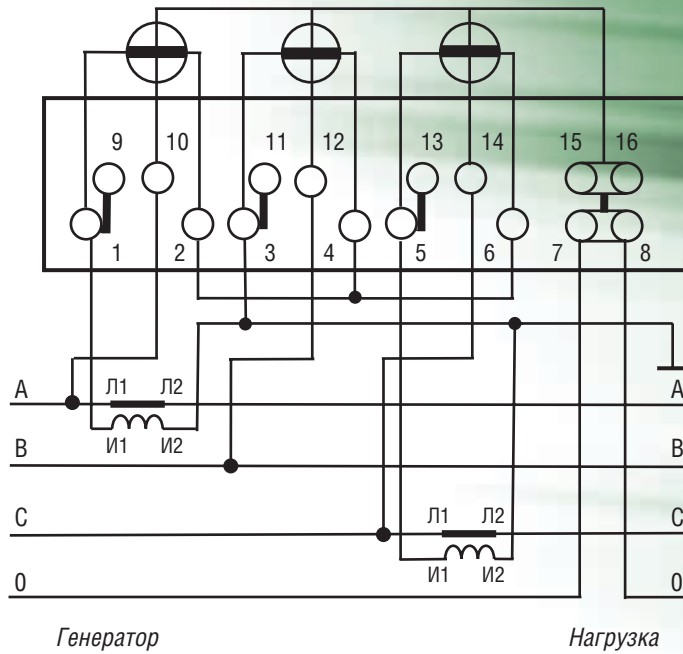 9 10 11 12 13 14 15 16
1 2 3 4 5 6 7 8
А Л1 Л2 А
И1 И2
В В
С Л1 Л2 С
И1 И2
0 0
Генератор Нагрузка